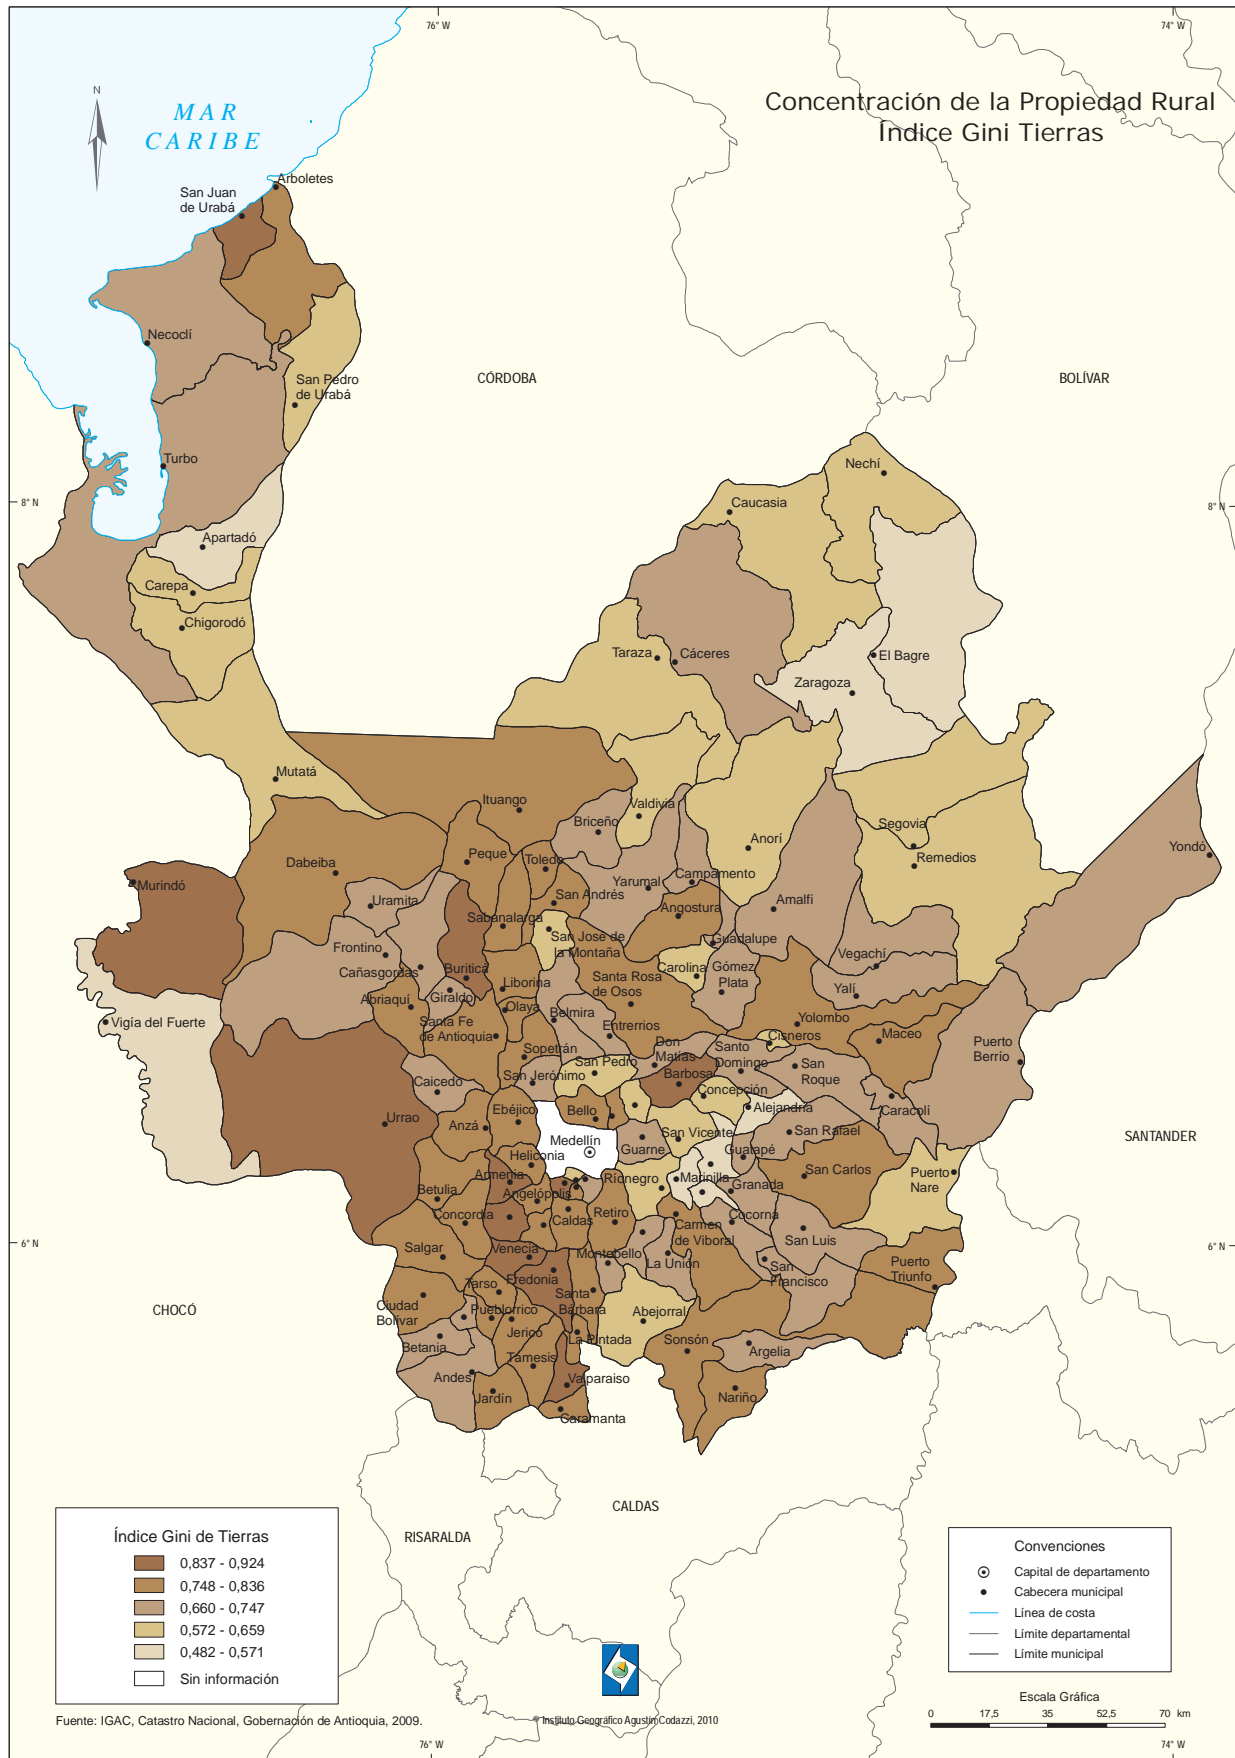 76° W
74° W
N
MAR
CARIBE
Concentración de la Propiedad Rural
Índice Gini Tierras
Arboletes
San Juan
de Urabá
Necoclí
San Pedro
de Urabá
CÓRDOBA
BOLÍVAR
Turbo
Nechí
8° N
8° N
Caucasia
Apartadó
Carepa
Chigorodó
Taraza
Cáceres
El Bagre
Zaragoza
Mutatá
Ituango
Valdivia
Briceño
Segovia
Anorí
Yondó
Remedios
Dabeiba
Peque
Toledo
Murindó
Yarumal
Campamento
San Andrés
Amalfi
Uramita
Angostura
Sabanalarga
San Jose de
la Montaña
Guadalupe
Frontino
Vegachí
Cañasgordas
Buriticá
Carolina
Gómez
Plata
Santa Rosa
de Osos
Liborina
Giraldo
Yalí
Abriaquí
Olaya
Belmira
Vigía del Fuerte
Santa Fe
de Antioquia
Yolombo
Entrerrios
Cisneros
Maceo
Puerto
Berrío
Don
Matías
Santo
Domingo
Sopetrán
San Pedro
San
Roque
San Jerónimo
Barbosa
Caicedo
Concepción
Caracolí
Alejandría
Ebéjico
Bello
Urrao
Anzá
San Vicente
San Rafael
SANTANDER
Medellín
Guarne
Guatapé
Heliconia
San Carlos
Puerto
Nare
Armenia
Rionegro
Marinilla
Granada
Betulia
Angelópolis
Concordia
Caldas
Retiro
Cocorná
Carmen
de Viboral
San Luis
6° N
6° N
Salgar
Venecia
Montebello
La Unión
San
Francisco
Puerto
Triunfo
Fredonia
Tarso
Santa
Bárbara
CHOCÓ
Ciudad
Bolívar
Pueblorrico
Abejorral
Jericó
La Pintada
Sonsón
Betania
Argelia
Támesis
Andes
Valparaiso
Jardín
Nariño
Caramanta
CALDAS
RISARALDA
Índice Gini de Tierras
0,837 - 0,924
0,748 - 0,836
0,660 - 0,747
0,572 - 0,659
0,482 - 0,571
Sin información
Convenciones
Capital de departamento
Cabecera municipal
Línea de costa
Límite departamental
Límite municipal
Escala Gráfica
0 17,5 35 52,5 70 km
Fuente: IGAC, Catastro Nacional, Gobernación de Antioquia, 2009.
© Instituto Geográfico Agustín Codazzi, 2010
76° W
74° W